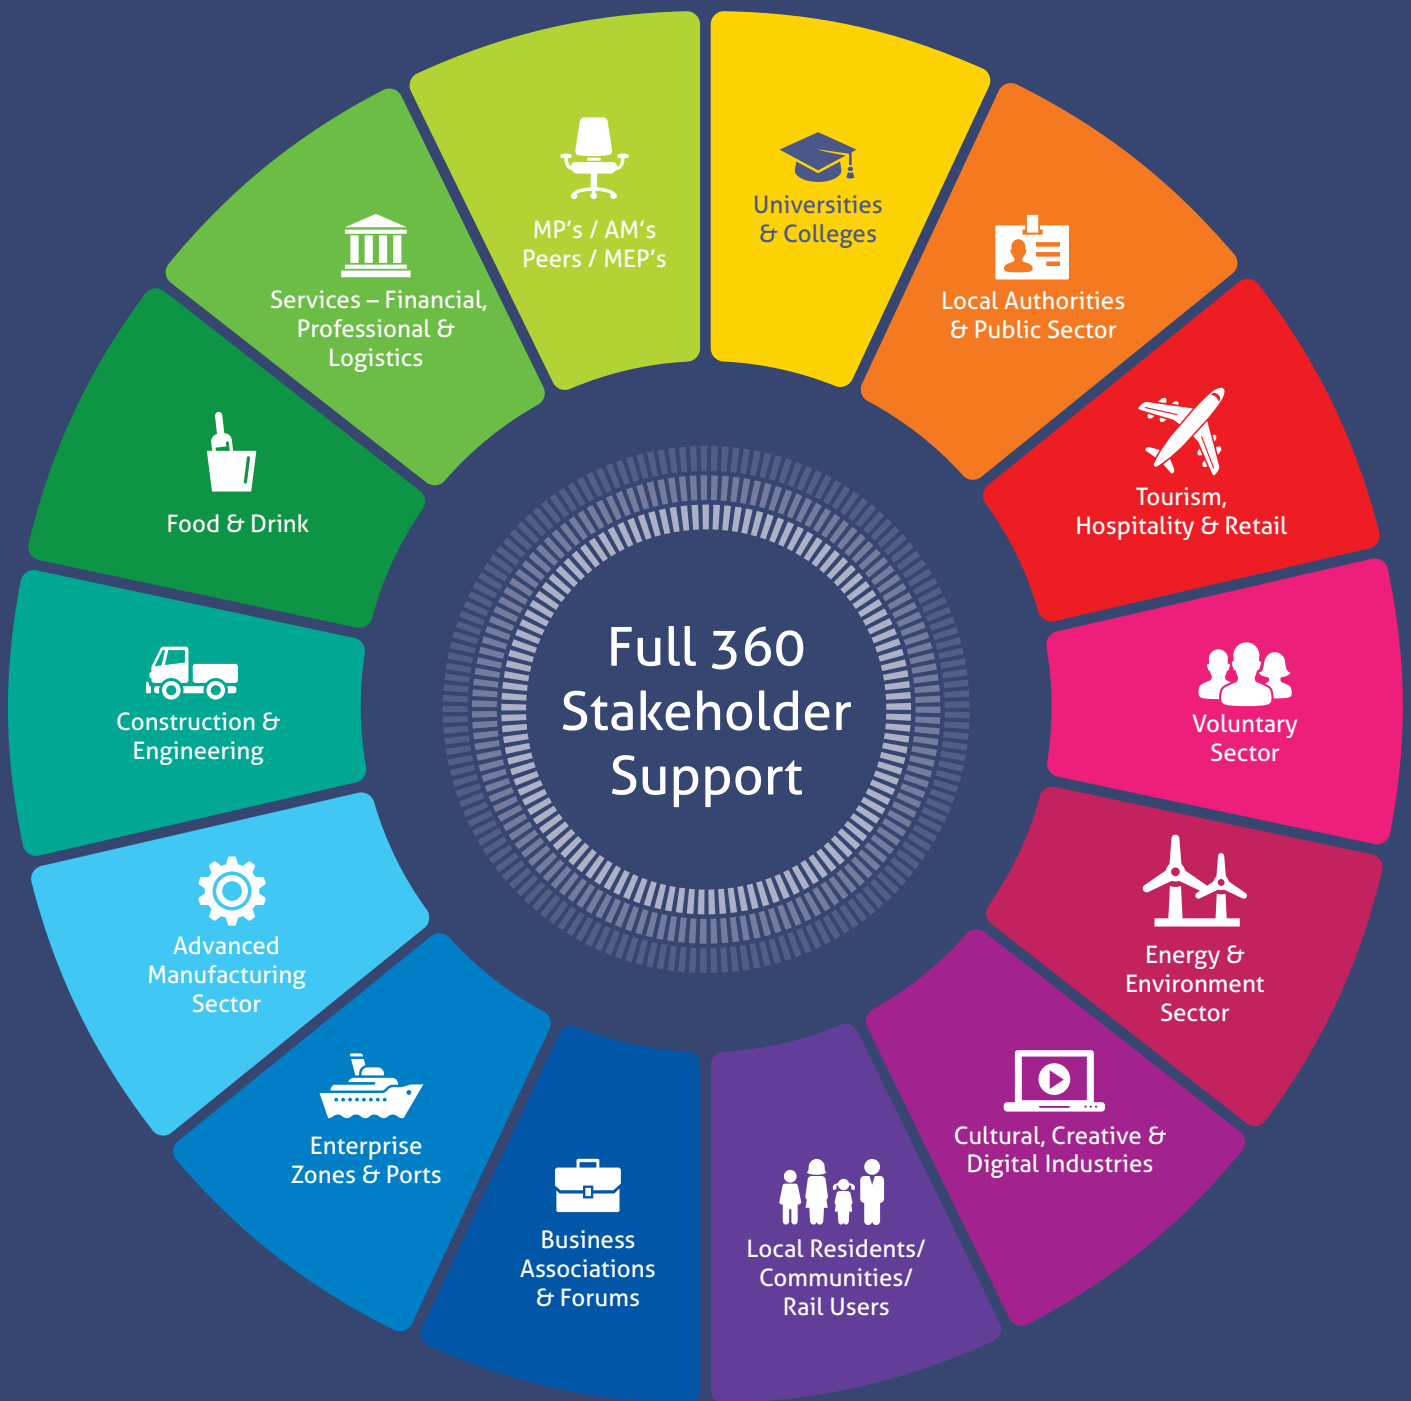 Universities
& Colleges
Local Authorities
& Public Sector
Tourism,
Hospitality & Retail
Voluntary
Sector
Energy &
Environment
Sector
Cultural, Creative &
Digital Industries
Local Residents/
Communities/
Rail Users
Business
Associations
& Forums
Enterprise
Zones & Ports
Advanced
Manufacturing
Sector
Construction &
Engineering
Food & Drink
Services – Financial,
Professional &
Logistics
MP's / AM's
Peers / MEP's
Full 360
Stakeholder
Support